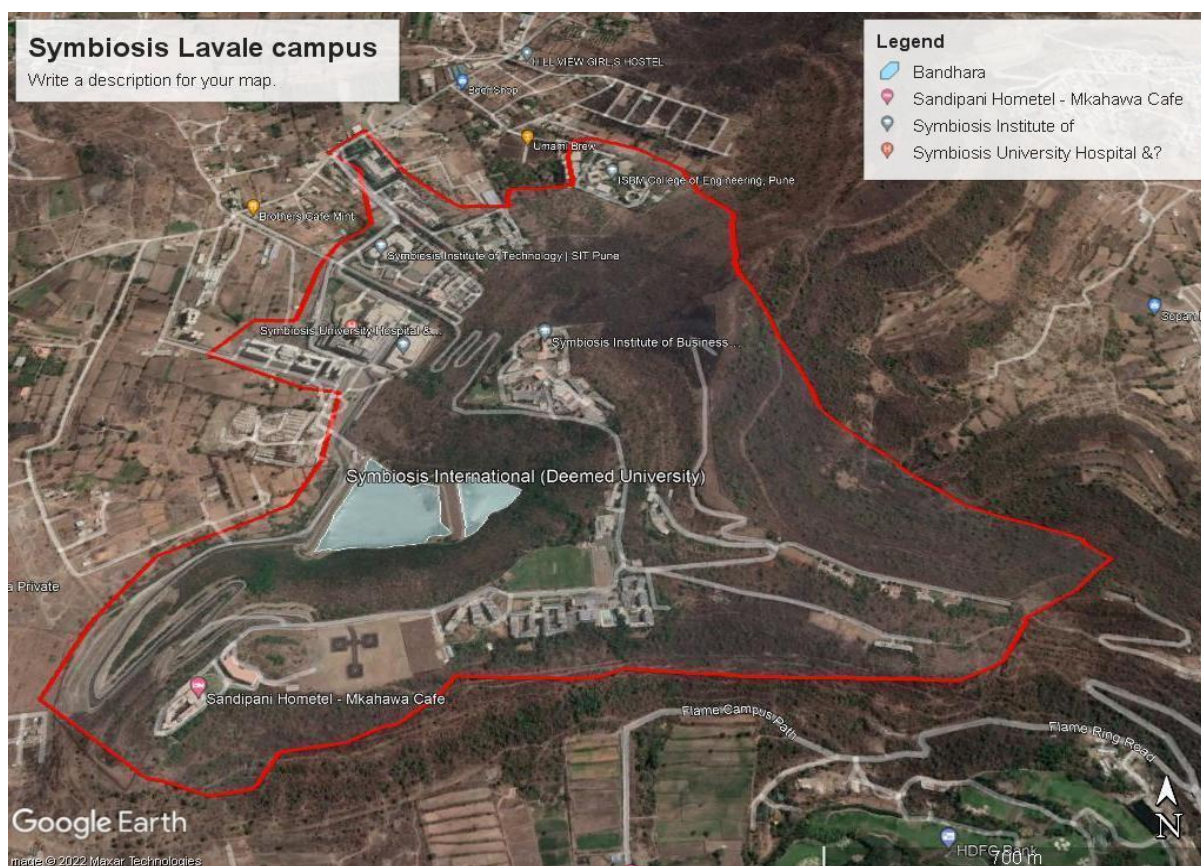 Symbiosis Lavale campus
Write a description for your map.
Legend
Bandhara
Sandipani Hometel - Mkahawa Cafe
Symbiosis Institute of
Symbiosis University Hospital &?
HILL VIEW GIRL,S HOSTEL
Umami Brew
ISBM College of Engineering, Pune
Brothers Cafe Mint
Symbiosis Institute of Technology | SIT Pune
Sopan
Symbiosis University Hospital &...
Symbiosis Institute of Business...
Symbiosis International (Deemed University)
a Private
Sandipani Hometel - Mkahawa Cafe
Flame Campus Path
Flame Ring Road
N
Google Earth
HDFC Bank
700 m
Image © 2022 Maxar Technologies